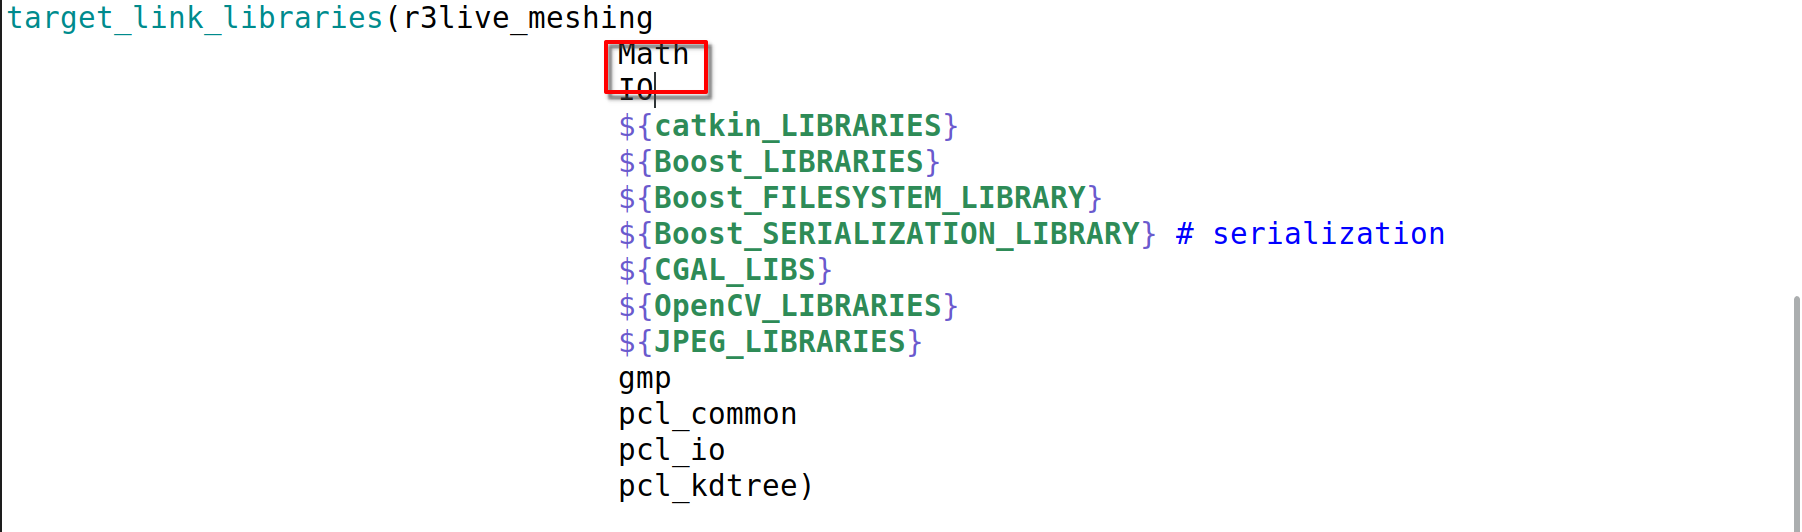 target_link_libraries(r3live_meshing
Math
IO
${catkin_LIBRARIES}
${Boost_LIBRARIES}
${Boost_FILESYSTEM_LIBRARY}
${Boost_SERIALIZATION_LIBRARY} # serialization
${CGAL_LIBS}
${OpenCV_LIBRARIES}
${JPEG_LIBRARIES}
gmp
pcl_common
pcl_io
pcl_kdtree)